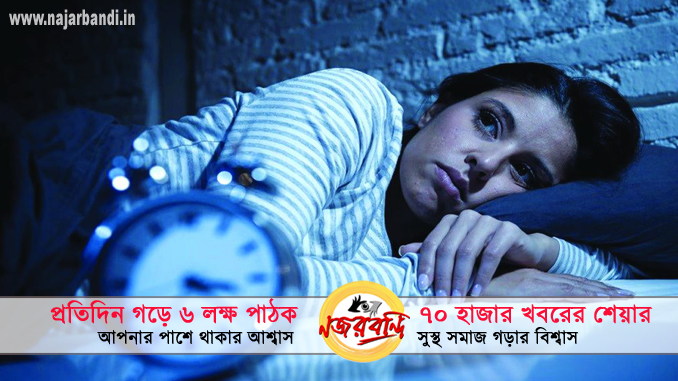 www.najarbandi.in
প্রতিদিন গড়ে ৬ লক্ষ পাঠক
আপনার পাশে থাকার আশ্বাস
নজরবন্দি
৭০ হাজার খবরের শেয়ার
সুস্থ সমাজ গড়ার বিশ্বাস